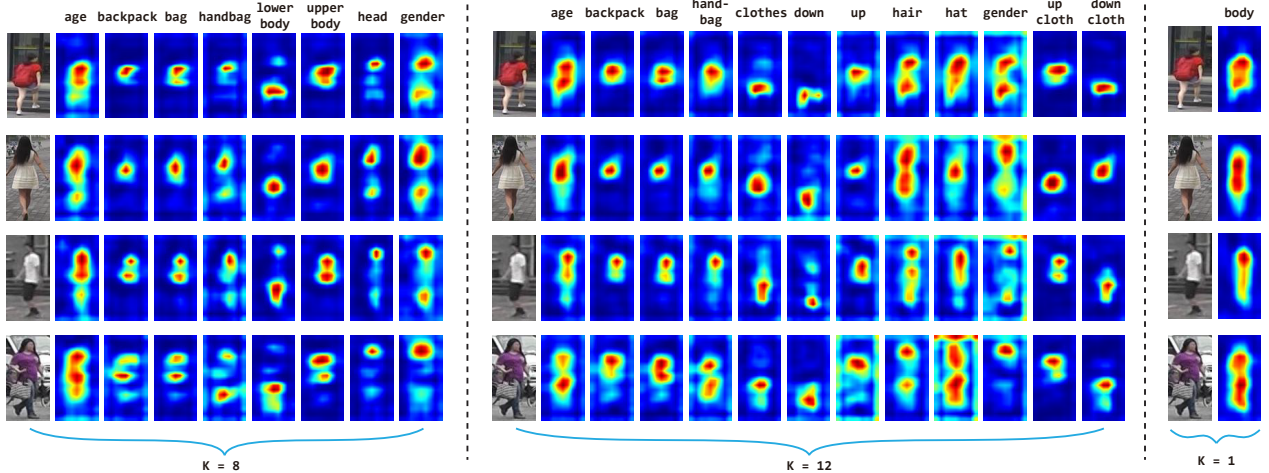 age backpack bag handbag lower body upper body head gender
age backpack bag hand-bag clothes down up hair hat gender up cloth down cloth
body
K = 8
K = 12
K = 1